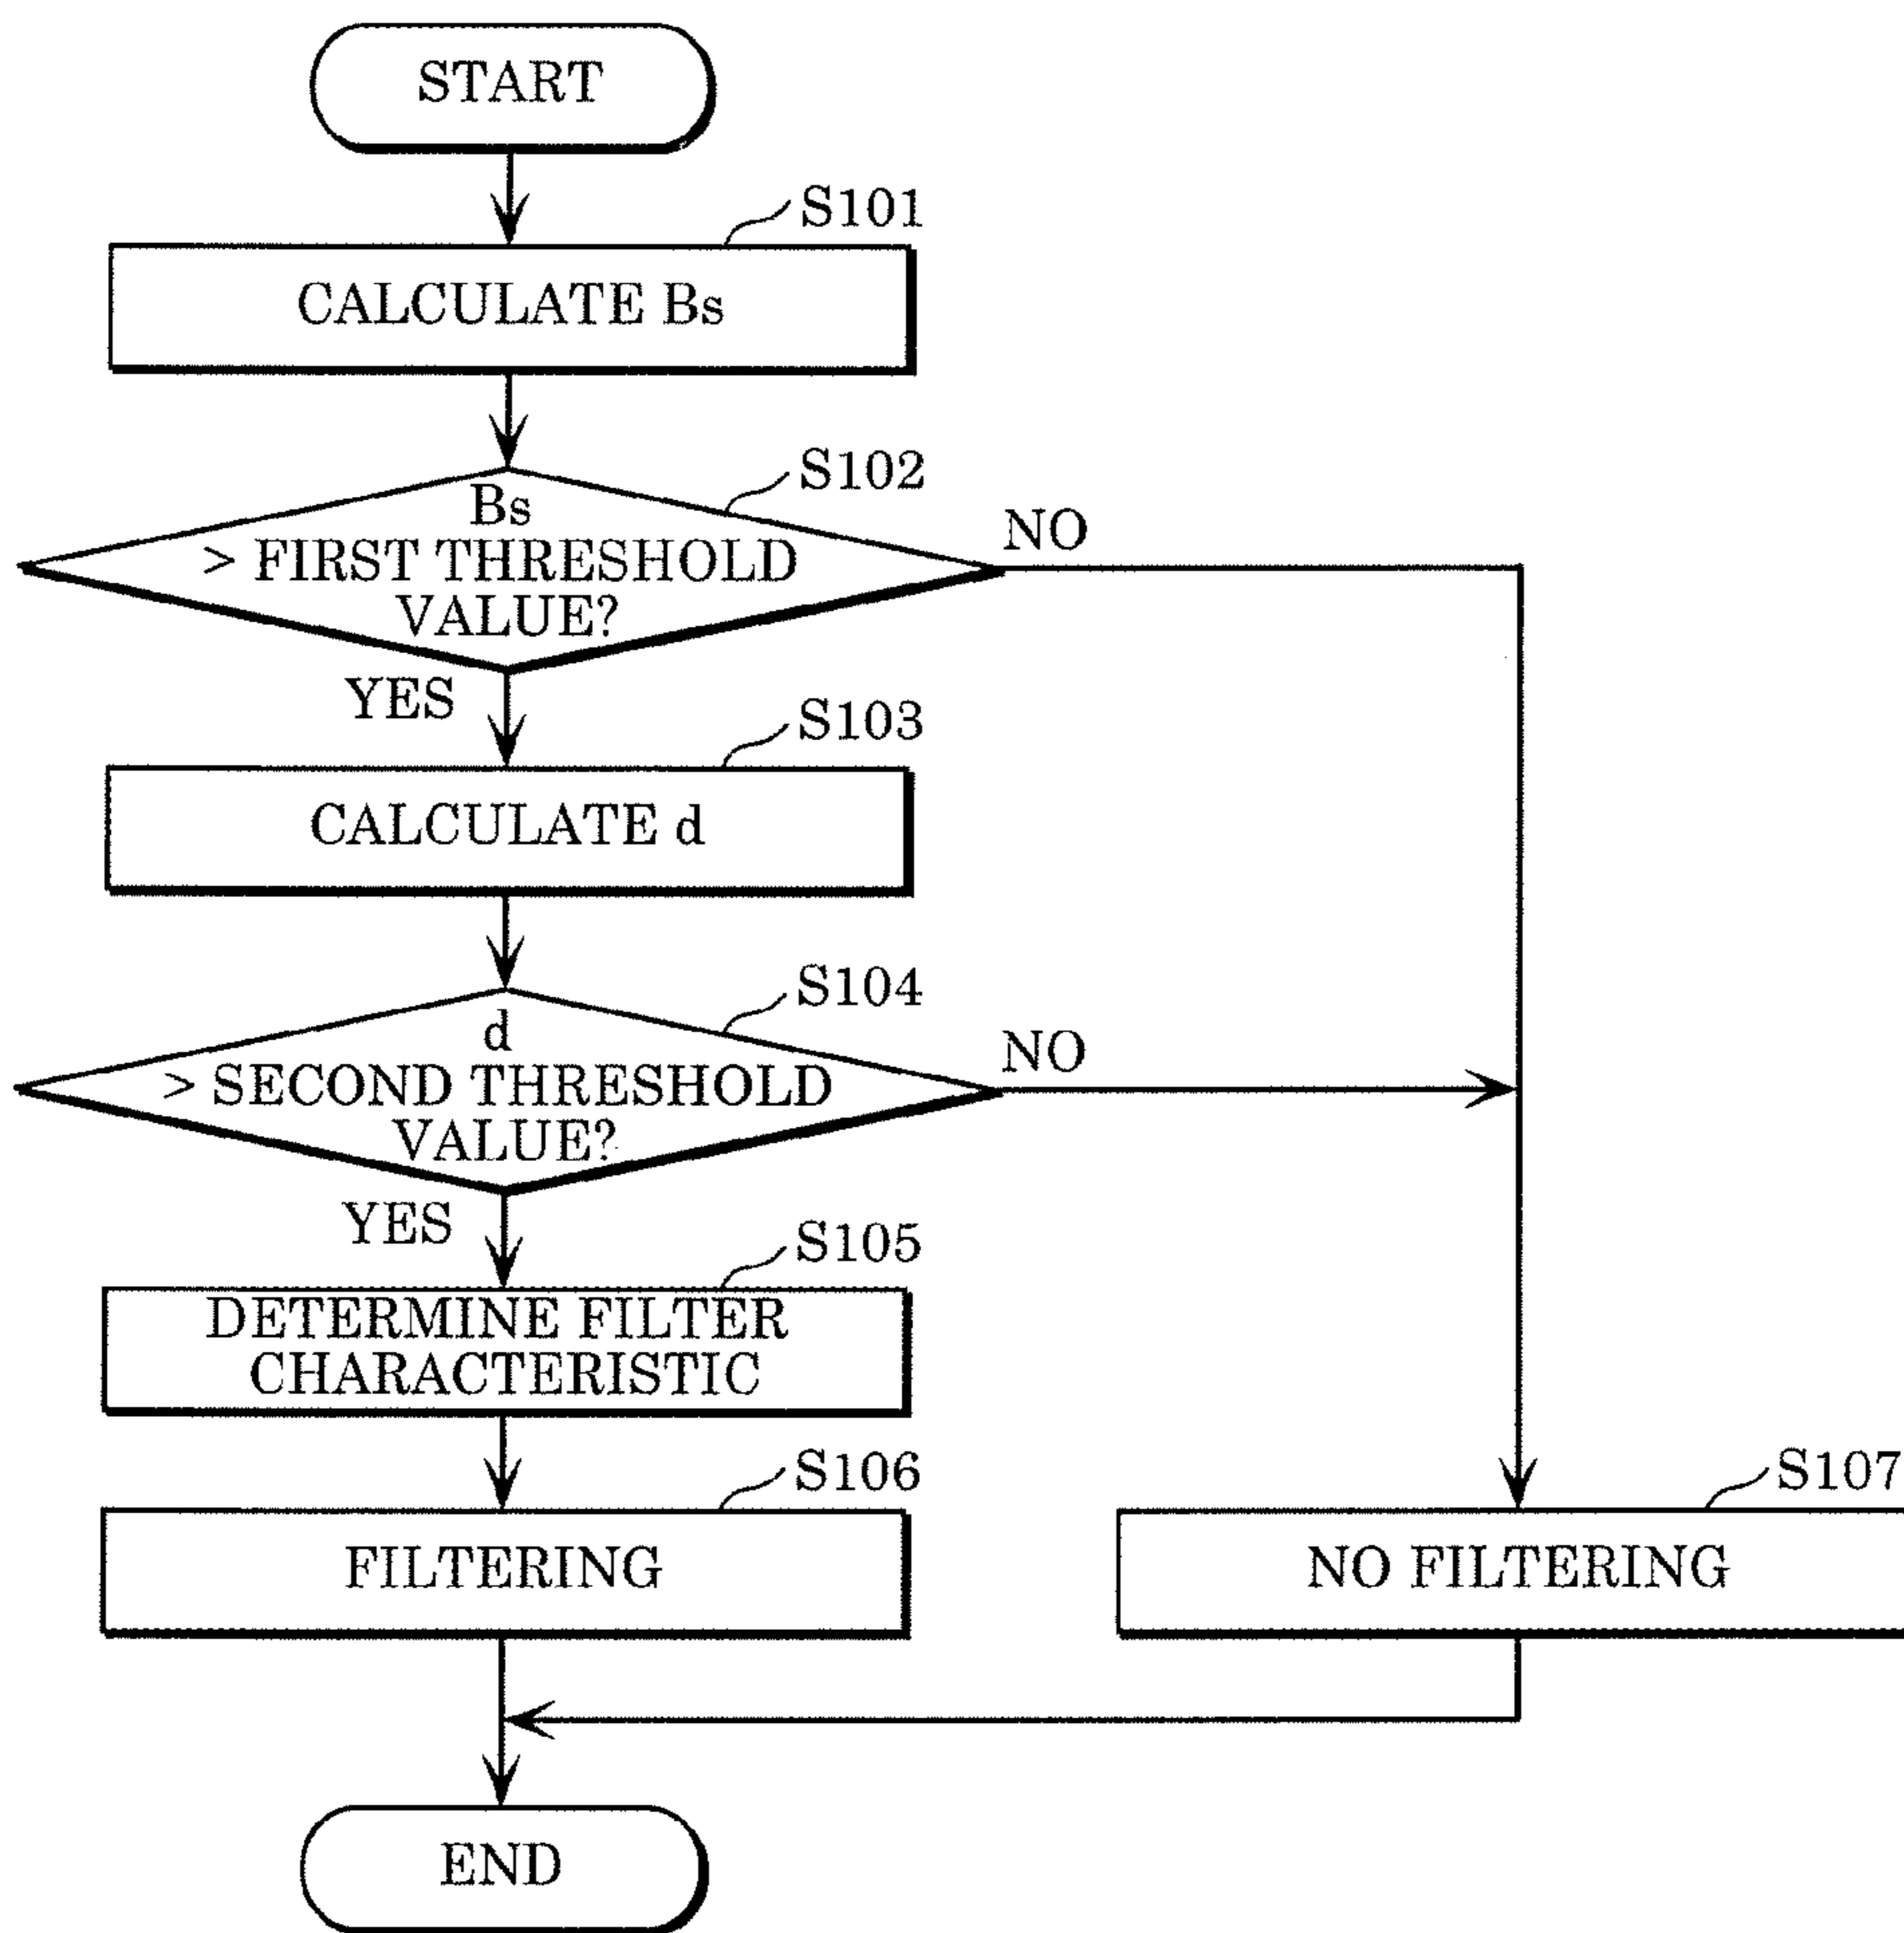 START
S101
CALCULATE Bs
S102
Bs
> FIRST THRESHOLD
VALUE?
NO
YES
S103
CALCULATE d
S104
d
> SECOND THRESHOLD
VALUE?
NO
YES
S105
DETERMINE FILTER
CHARACTERISTIC
S106
FILTERING
S107
NO FILTERING
END